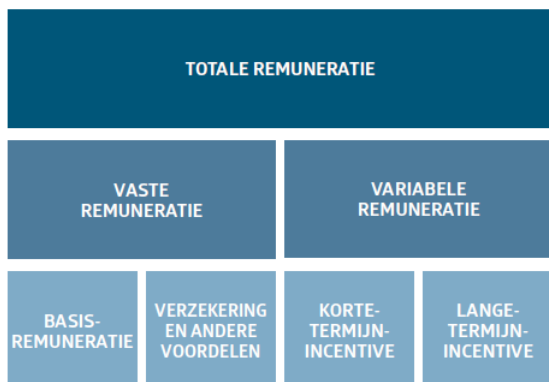 TOTALE REMUNERATIE
VASTE
REMUNERATIE
VARIABELE
REMUNERATIE
BASIS-
REMUNERATIE
VERZEKERING
EN ANDERE
VOORDELEN
KORTE-
TERMIJN-
INCENTIVE
LANGE-
TERMIJN-
INCENTIVE